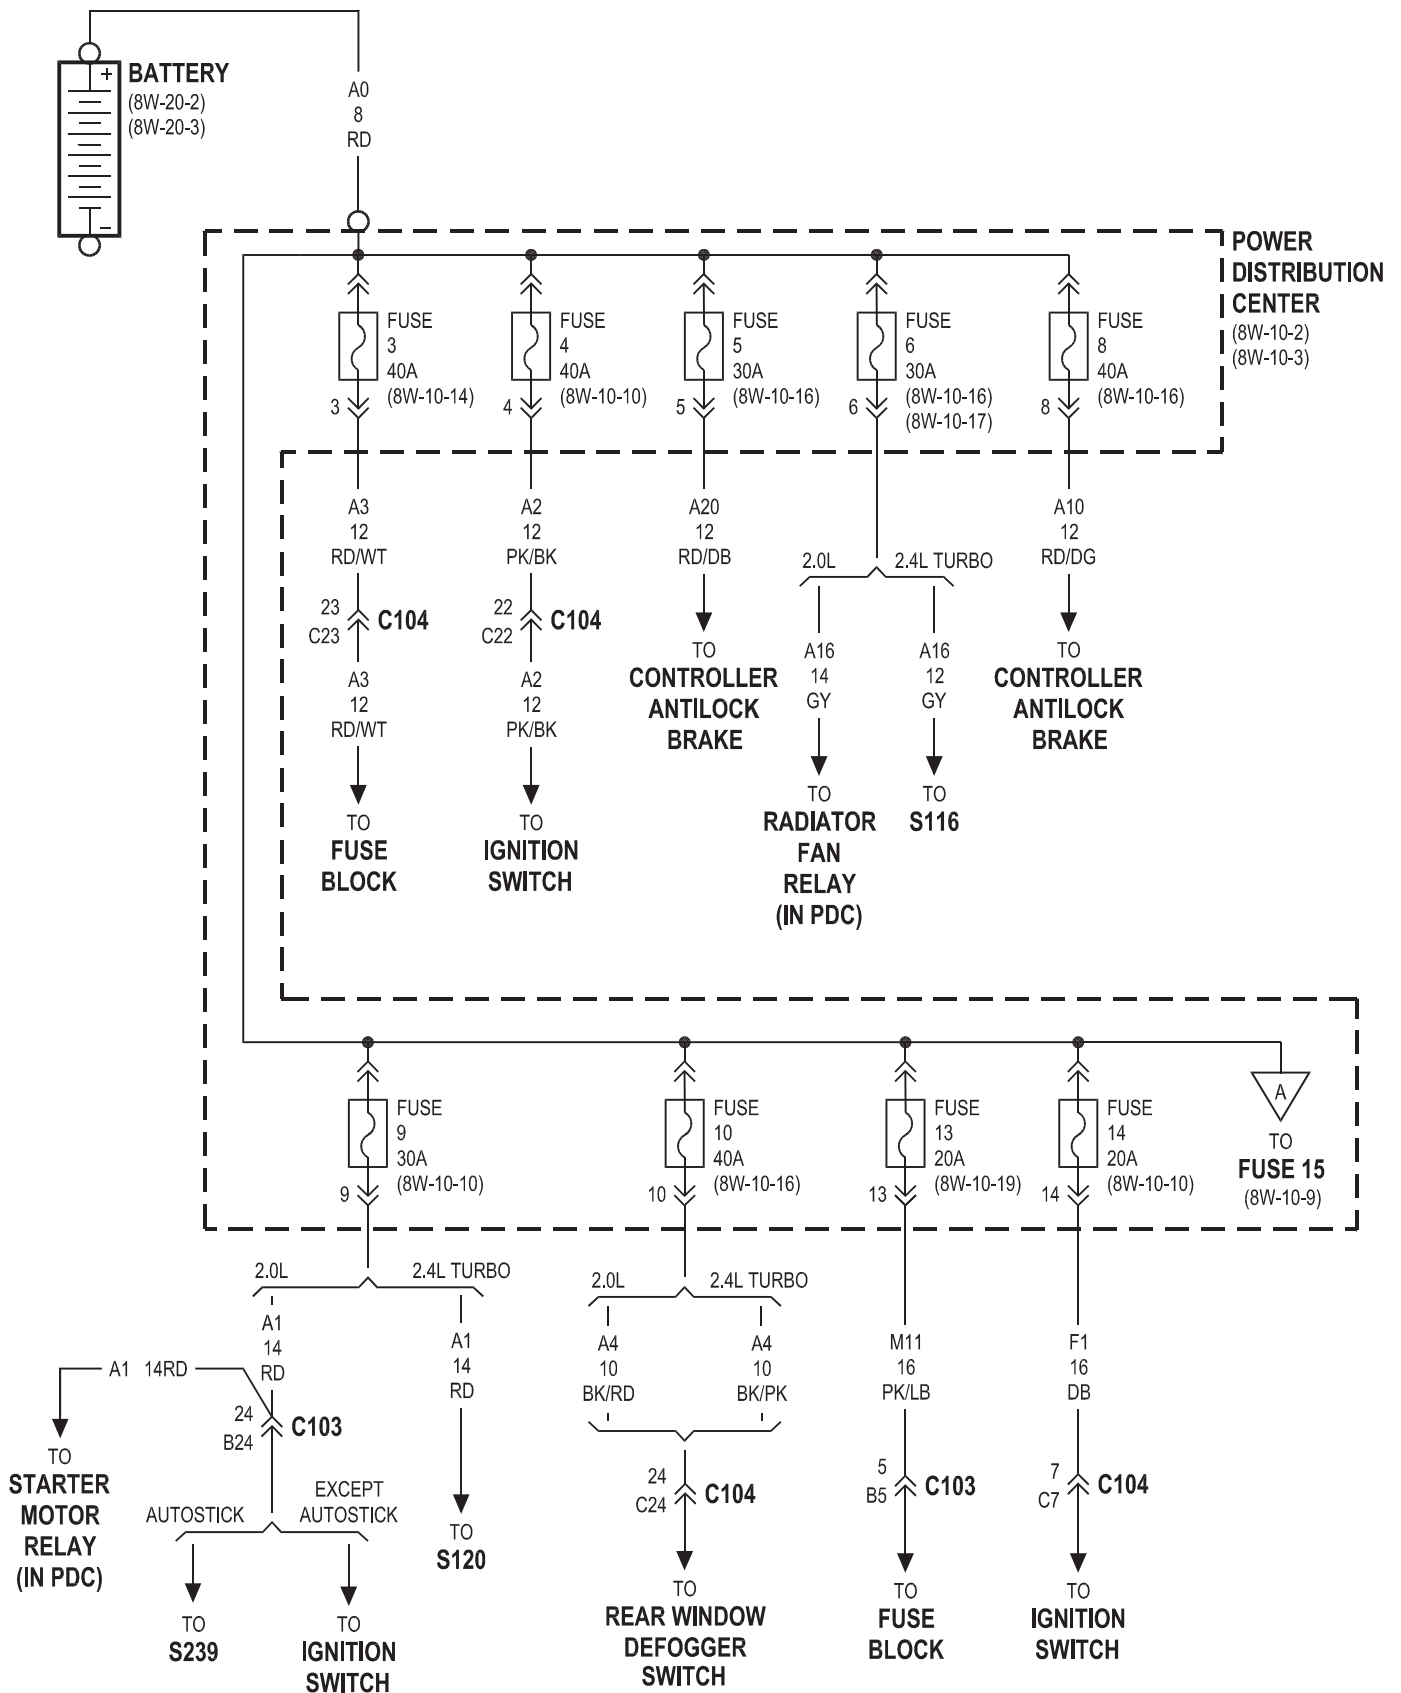 BATTERY
(8W-20-2)
(8W-20-3)
+
−
A0
8
RD
POWER
DISTRIBUTION
CENTER
(8W-10-2)
(8W-10-3)
FUSE
3
40A
(8W-10-14)
3
FUSE
4
40A
(8W-10-10)
4
FUSE
5
30A
(8W-10-16)
5
FUSE
6
30A
(8W-10-16)
(8W-10-17)
6
FUSE
8
40A
(8W-10-16)
8
A3
12
RD/WT
23
C23
C104
A3
12
RD/WT
TO
FUSE
BLOCK
A2
12
PK/BK
22
C22
C104
A2
12
PK/BK
TO
IGNITION
SWITCH
A20
12
RD/DB
TO
CONTROLLER
ANTILOCK
BRAKE
2.0L
2.4L TURBO
A16
14
GY
TO
RADIATOR
FAN
RELAY
(IN PDC)
A16
12
GY
TO
S116
A10
12
RD/DG
TO
CONTROLLER
ANTILOCK
BRAKE
FUSE
9
30A
(8W-10-10)
9
FUSE
10
40A
(8W-10-16)
10
FUSE
13
20A
(8W-10-19)
13
FUSE
14
20A
(8W-10-10)
14
A
TO
FUSE 15
(8W-10-9)
2.0L
2.4L TURBO
A1
14
RD
A1 14RD
TO
STARTER
MOTOR
RELAY
(IN PDC)
24
B24
C103
AUTOSTICK
EXCEPT
AUTOSTICK
TO
S239
TO
IGNITION
SWITCH
A1
14
RD
TO
S120
2.0L
2.4L TURBO
A4
10
BK/RD
A4
10
BK/PK
24
C24
C104
TO
REAR WINDOW
DEFOGGER
SWITCH
M11
16
PK/LB
5
B5
C103
TO
FUSE
BLOCK
F1
16
DB
7
C7
C104
TO
IGNITION
SWITCH